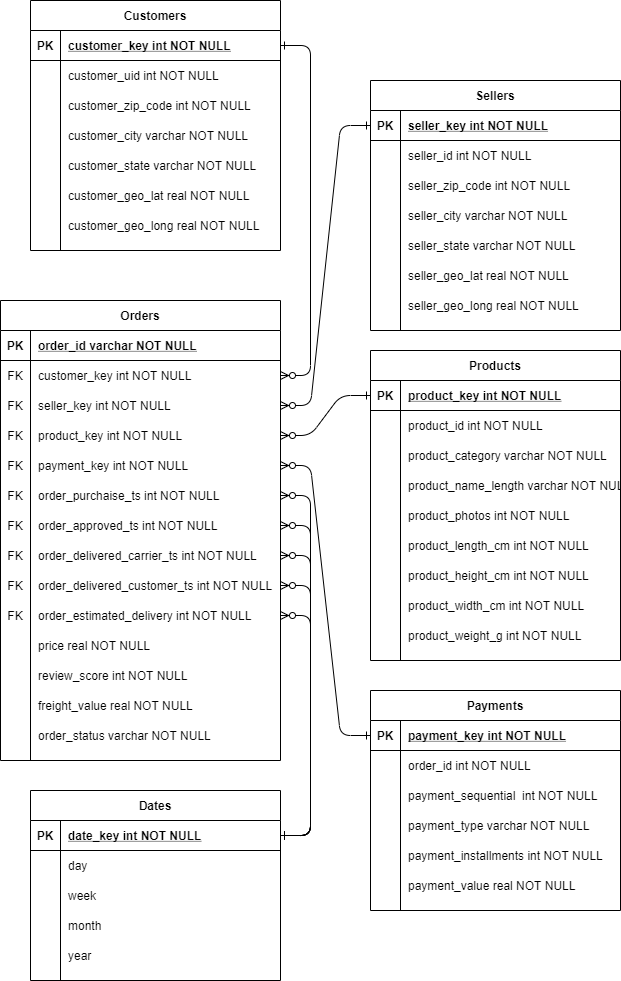 Customers
PK customer_key int NOT NULL
customer_uid int NOT NULL
customer_zip_code int NOT NULL
customer_city varchar NOT NULL
customer_state varchar NOT NULL
customer_geo_lat real NOT NULL
customer_geo_long real NOT NULL
Sellers
PK seller_key int NOT NULL
seller_id int NOT NULL
seller_zip_code int NOT NULL
seller_city varchar NOT NULL
seller_state varchar NOT NULL
seller_geo_lat real NOT NULL
seller_geo_long real NOT NULL
Orders
PK order_id varchar NOT NULL
FK customer_key int NOT NULL
FK seller_key int NOT NULL
FK product_key int NOT NULL
FK payment_key int NOT NULL
FK order_purchaise_ts int NOT NULL
FK order_approved_ts int NOT NULL
FK order_delivered_carrier_ts int NOT NULL
FK order_delivered_customer_ts int NOT NULL
FK order_estimated_delivery int NOT NULL
price real NOT NULL
review_score int NOT NULL
freight_value real NOT NULL
order_status varchar NOT NULL
Products
PK product_key int NOT NULL
product_id int NOT NULL
product_category varchar NOT NULL
product_name_length varchar NOT NUL
product_photos int NOT NULL
product_length_cm int NOT NULL
product_height_cm int NOT NULL
product_width_cm int NOT NULL
product_weight_g int NOT NULL
Payments
PK payment_key int NOT NULL
order_id int NOT NULL
payment_sequential int NOT NULL
payment_type varchar NOT NULL
payment_installments int NOT NULL
payment_value real NOT NULL
Dates
PK date_key int NOT NULL
day
week
month
year